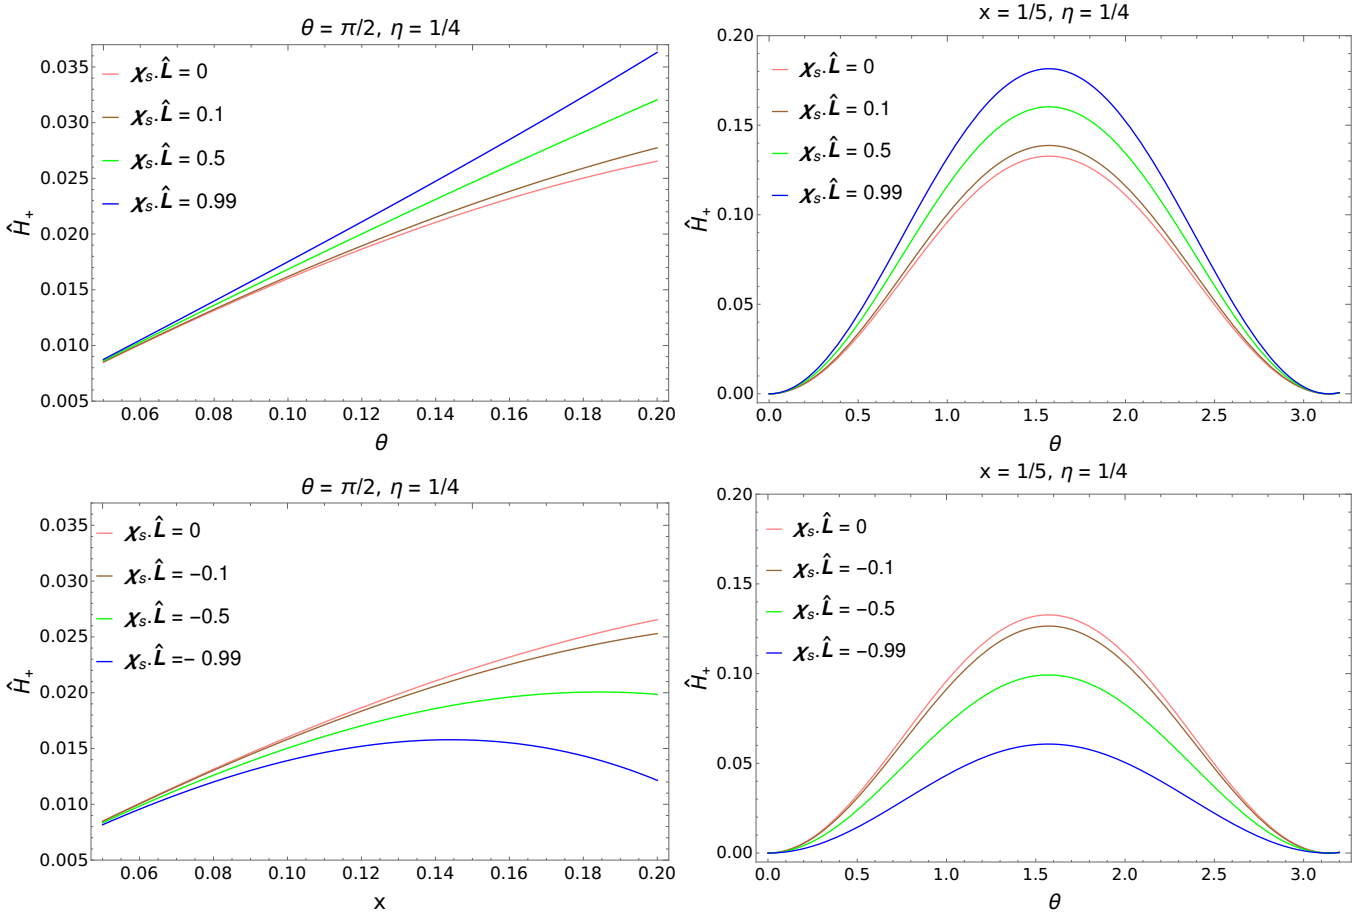 θ = π/2, η = 1/4
Ĥ₊
0.035
0.030
0.025
0.020
0.015
0.010
0.005
χₛ.L̂ = 0
χₛ.L̂ = 0.1
χₛ.L̂ = 0.5
χₛ.L̂ = 0.99
0.06 0.08 0.10 0.12 0.14 0.16 0.18 0.20
θ
x = 1/5, η = 1/4
Ĥ₊
0.20
0.15
0.10
0.05
0.00
χₛ.L̂ = 0
χₛ.L̂ = 0.1
χₛ.L̂ = 0.5
χₛ.L̂ = 0.99
0.0 0.5 1.0 1.5 2.0 2.5 3.0
θ
θ = π/2, η = 1/4
Ĥ₊
0.035
0.030
0.025
0.020
0.015
0.010
0.005
χₛ.L̂ = 0
χₛ.L̂ = −0.1
χₛ.L̂ = −0.5
χₛ.L̂ =− 0.99
0.06 0.08 0.10 0.12 0.14 0.16 0.18 0.20
x
x = 1/5, η = 1/4
Ĥ₊
0.20
0.15
0.10
0.05
0.00
χₛ.L̂ = 0
χₛ.L̂ = −0.1
χₛ.L̂ = −0.5
χₛ.L̂ = −0.99
0.0 0.5 1.0 1.5 2.0 2.5 3.0
θ